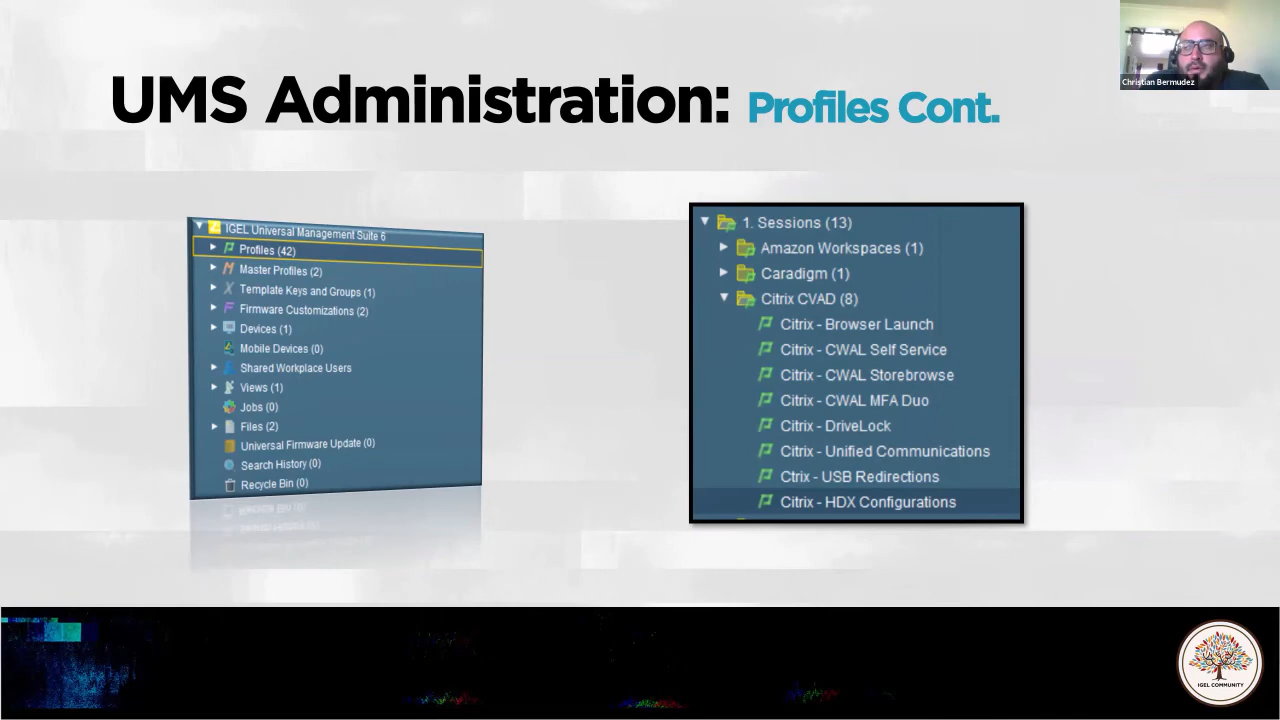 UMS Administration: Profiles Cont.
Christian Bermudez
IGEL Universal Management Suite 6
Profiles (42)
Master Profiles (2)
Template Keys and Groups (1)
Firmware Customizations (2)
Devices (1)
Mobile Devices (0)
Shared Workplace Users
Views (1)
Jobs (0)
Files (2)
Universal Firmware Update (0)
Search History (0)
Recycle Bin (0)
1. Sessions (13)
Amazon Workspaces (1)
Caradigm (1)
Citrix CVAD (8)
Citrix - Browser Launch
Citrix - CWAL Self Service
Citrix - CWAL Storebrowse
Citrix - CWAL MFA Duo
Citrix - DriveLock
Citrix - Unified Communications
Ctrix - USB Redirections
Citrix - HDX Configurations
IGEL COMMUNITY